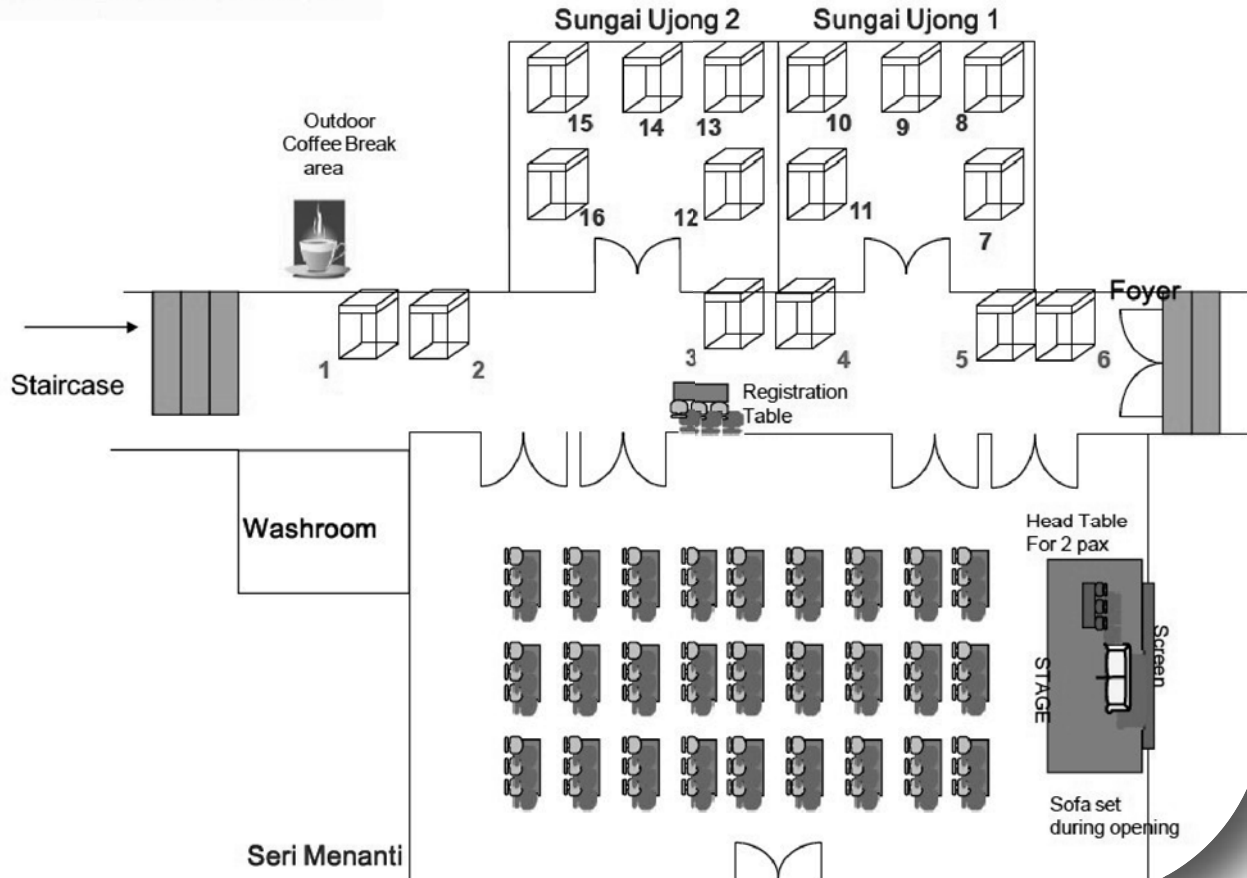 Sungai Ujong 2
Sungai Ujong 1
15
14
13
10
9
8
Outdoor
Coffee Break
area
16
12
11
7
Foyer
1
2
3
4
5
6
Staircase
Registration
Table
Washroom
Head Table
For 2 pax
STAGE
Screen
Sofa set
during opening
Seri Menanti